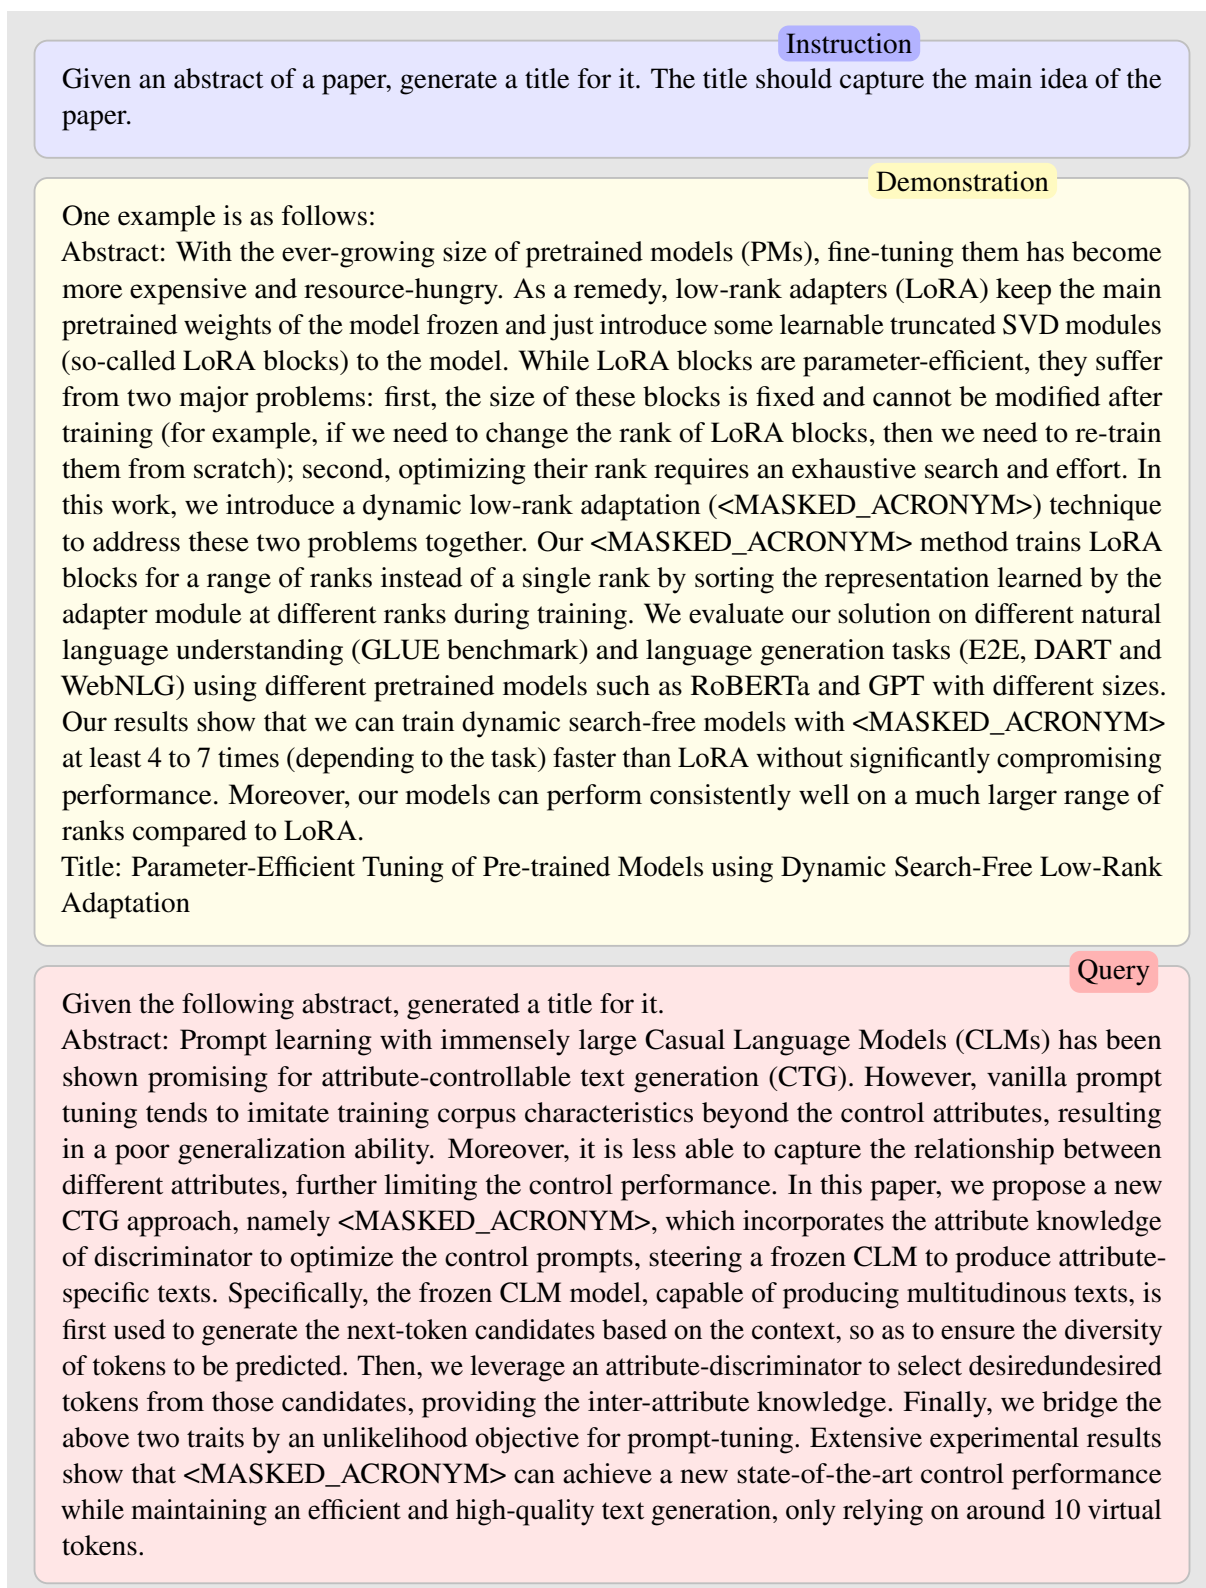 Instruction
Given an abstract of a paper, generate a title for it. The title should capture the main idea of the
paper.
Demonstration
One example is as follows:
Abstract: With the ever-growing size of pretrained models (PMs), fine-tuning them has become
more expensive and resource-hungry. As a remedy, low-rank adapters (LoRA) keep the main
pretrained weights of the model frozen and just introduce some learnable truncated SVD modules
(so-called LoRA blocks) to the model. While LoRA blocks are parameter-efficient, they suffer
from two major problems: first, the size of these blocks is fixed and cannot be modified after
training (for example, if we need to change the rank of LoRA blocks, then we need to re-train
them from scratch); second, optimizing their rank requires an exhaustive search and effort. In
this work, we introduce a dynamic low-rank adaptation (<MASKED_ACRONYM>) technique
to address these two problems together. Our <MASKED_ACRONYM> method trains LoRA
blocks for a range of ranks instead of a single rank by sorting the representation learned by the
adapter module at different ranks during training. We evaluate our solution on different natural
language understanding (GLUE benchmark) and language generation tasks (E2E, DART and
WebNLG) using different pretrained models such as RoBERTa and GPT with different sizes.
Our results show that we can train dynamic search-free models with <MASKED_ACRONYM>
at least 4 to 7 times (depending to the task) faster than LoRA without significantly compromising
performance. Moreover, our models can perform consistently well on a much larger range of
ranks compared to LoRA.
Title: Parameter-Efficient Tuning of Pre-trained Models using Dynamic Search-Free Low-Rank
Adaptation
Query
Given the following abstract, generated a title for it.
Abstract: Prompt learning with immensely large Casual Language Models (CLMs) has been
shown promising for attribute-controllable text generation (CTG). However, vanilla prompt
tuning tends to imitate training corpus characteristics beyond the control attributes, resulting
in a poor generalization ability. Moreover, it is less able to capture the relationship between
different attributes, further limiting the control performance. In this paper, we propose a new
CTG approach, namely <MASKED_ACRONYM>, which incorporates the attribute knowledge
of discriminator to optimize the control prompts, steering a frozen CLM to produce attribute-
specific texts. Specifically, the frozen CLM model, capable of producing multitudinous texts, is
first used to generate the next-token candidates based on the context, so as to ensure the diversity
of tokens to be predicted. Then, we leverage an attribute-discriminator to select desiredundesired
tokens from those candidates, providing the inter-attribute knowledge. Finally, we bridge the
above two traits by an unlikelihood objective for prompt-tuning. Extensive experimental results
show that <MASKED_ACRONYM> can achieve a new state-of-the-art control performance
while maintaining an efficient and high-quality text generation, only relying on around 10 virtual
tokens.